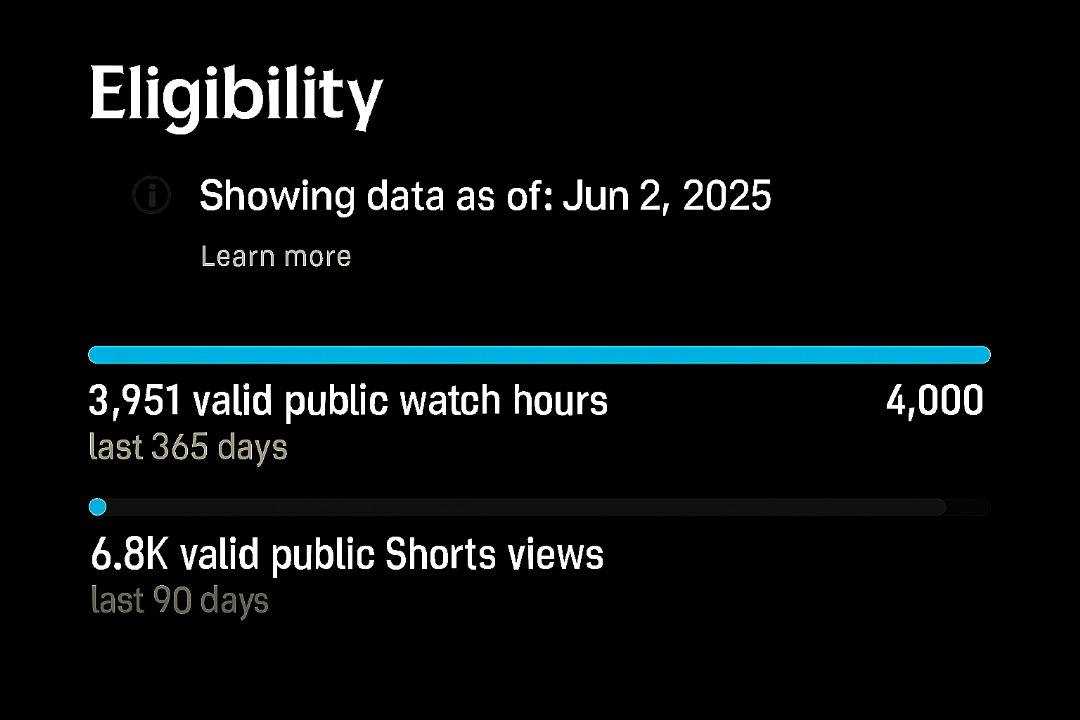 Eligibility
Showing data as of: Jun 2, 2025
Learn more
3,951 valid public watch hours 4,000
last 365 days
6.8K valid public Shorts views
last 90 days